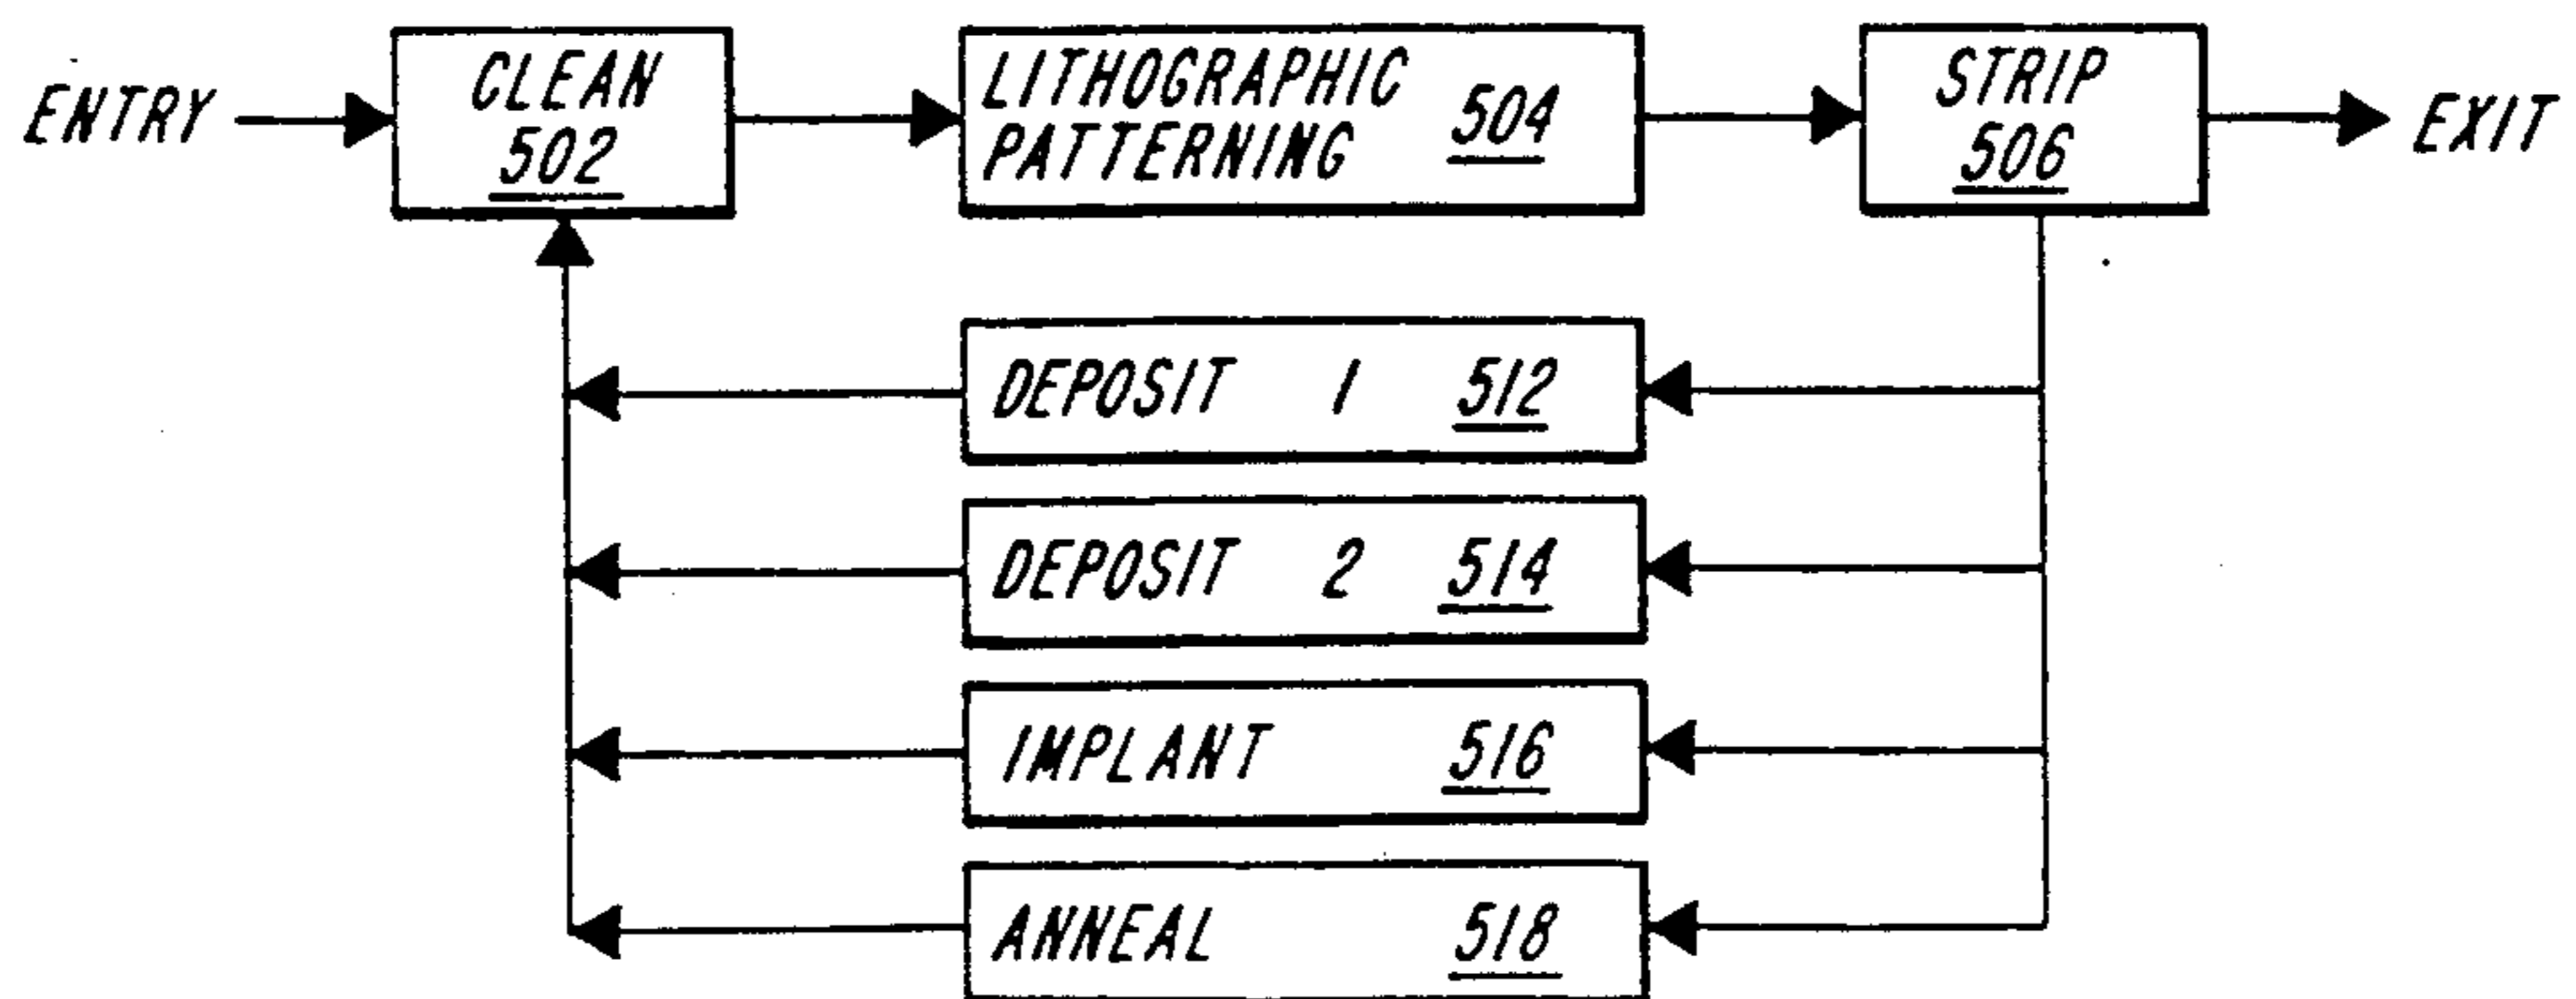 ENTRY
CLEAN
502
LITHOGRAPHIC
PATTERNING
504
STRIP
506
EXIT
DEPOSIT 1 512
DEPOSIT 2 514
IMPLANT 516
ANNEAL 518